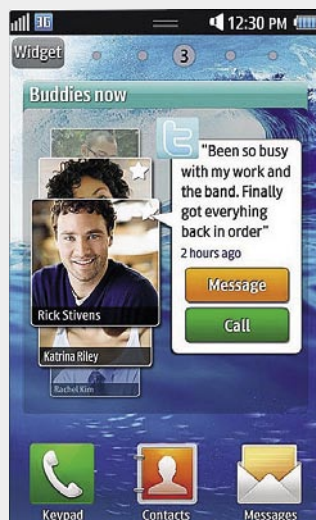 3G
12:30 PM
Widget
3
Buddies now
t
"Been so busy
with my work and
the band. Finally
got everyhing
back in order"
2 hours ago
Message
Call
Rick Stivens
Katrina Riley
Rachel Kim
Keypad
Contacts
Messages